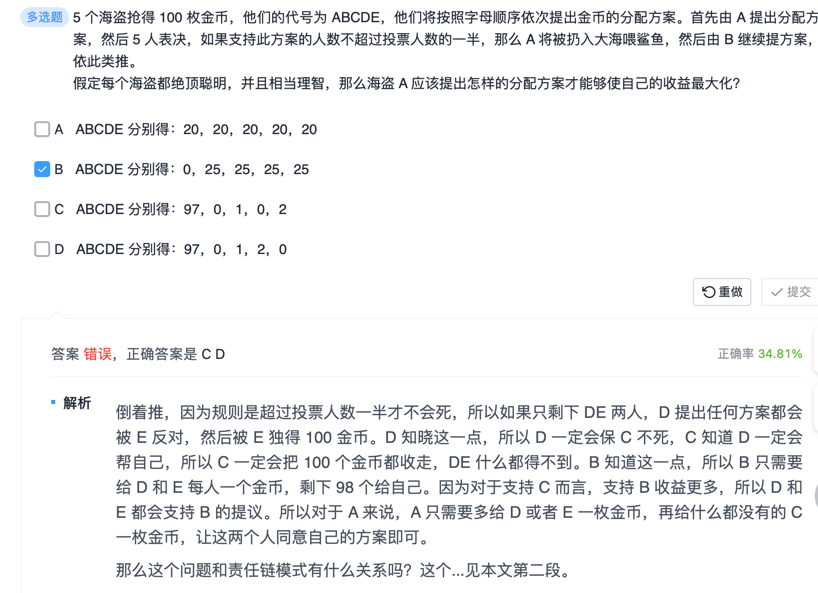 多选题 5 个海盗抢得 100 枚金币，他们的代号为 ABCDE，他们将按照字母顺序依次提出金币的分配方案。首先由 A 提出分配方
案，然后 5 人表决，如果支持此方案的人数不超过投票人数的一半，那么 A 将被扔入大海喂鲨鱼，然后由 B 继续提方案，
依此类推。
假定每个海盗都绝顶聪明，并且相当理智，那么海盗 A 应该提出怎样的分配方案才能够使自己的收益最大化？
A ABCDE 分别得：20，20，20，20，20
B ABCDE 分别得：0，25，25，25，25
C ABCDE 分别得：97，0，1，0，2
D ABCDE 分别得：97，0，1，2，0
重做 提交
答案 错误，正确答案是 C D 正确率 34.81%
解析
倒着推，因为规则是超过投票人数一半才不会死，所以如果只剩下 DE 两人，D 提出任何方案都会
被 E 反对，然后被 E 独得 100 金币。D 知晓这一点，所以 D 一定会保 C 不死，C 知道 D 一定会
帮自己，所以 C 一定会把 100 个金币都收走，DE 什么都得不到。B 知道这一点，所以 B 只需要
给 D 和 E 每人一个金币，剩下 98 个给自己。因为对于支持 C 而言，支持 B 收益更多，所以 D 和
E 都会支持 B 的提议。所以对于 A 来说，A 只需要多给 D 或者 E 一枚金币，再给什么都没有的 C
一枚金币，让这两个人同意自己的方案即可。
那么这个问题和责任链模式有什么关系吗？这个...见本文第二段。